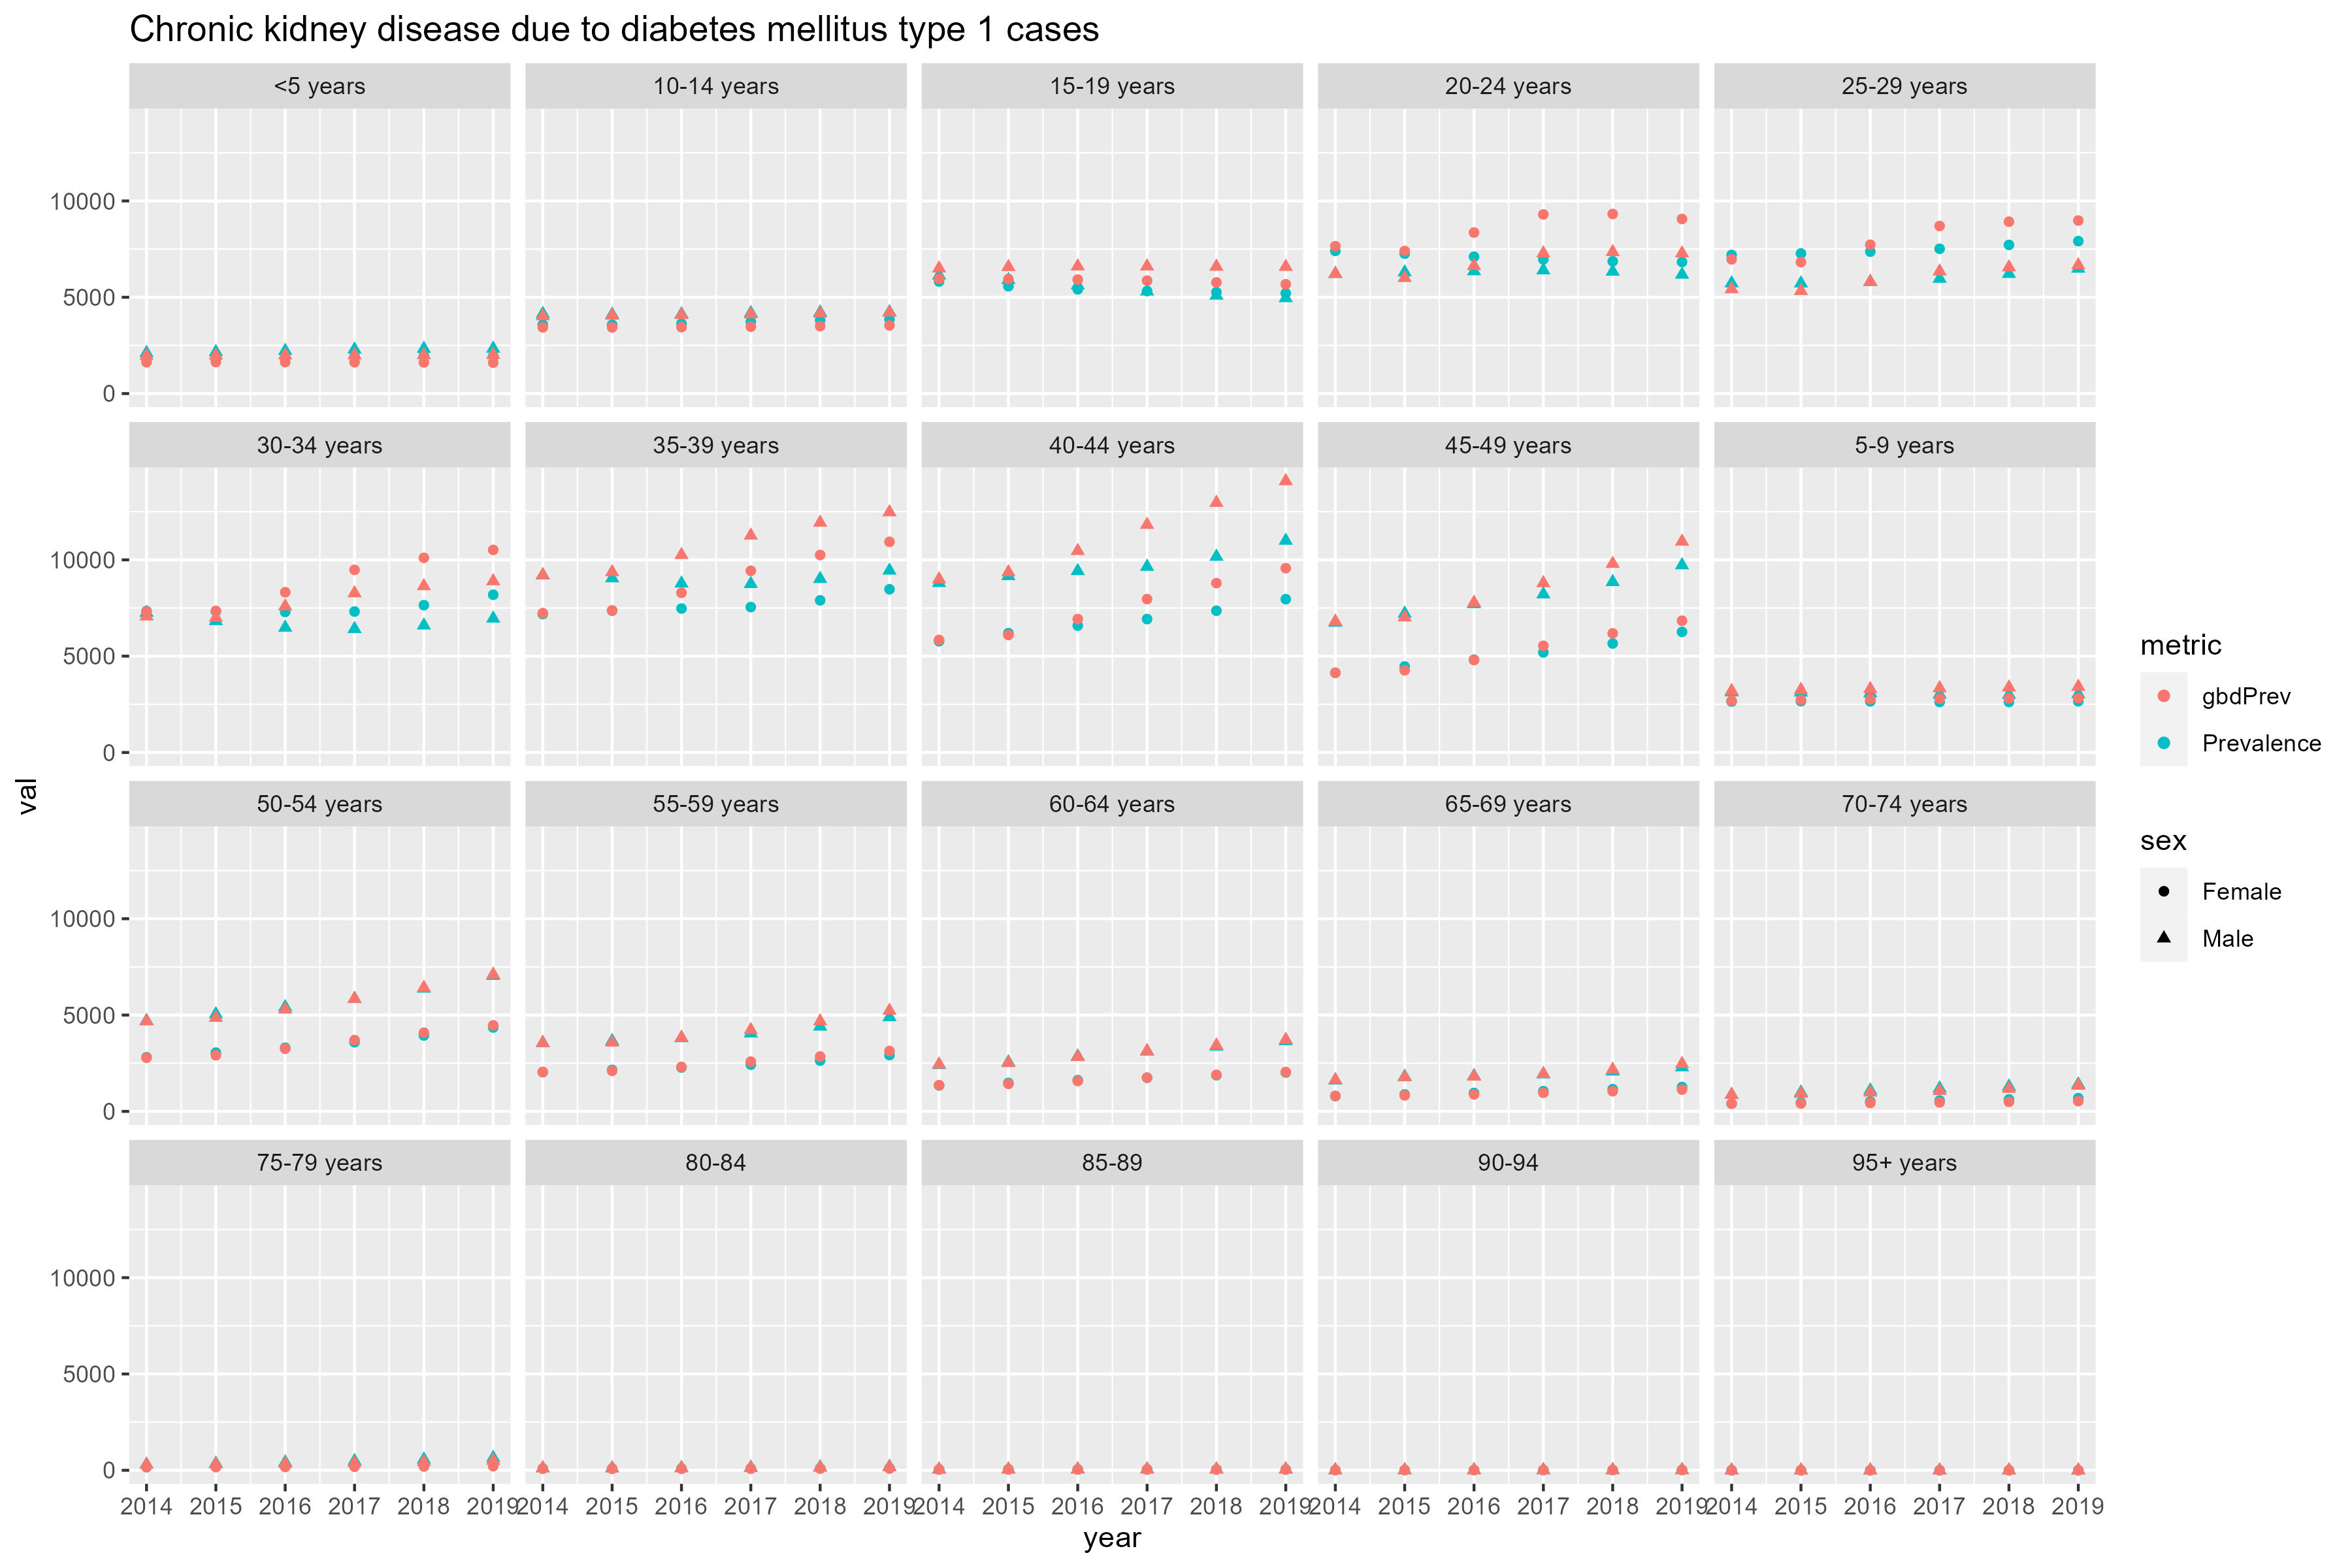 Chronic kidney disease due to diabetes mellitus type 1 cases
<5 years 10-14 years 15-19 years 20-24 years 25-29 years
10000
5000
0
30-34 years 35-39 years 40-44 years 45-49 years 5-9 years
10000
5000
0
50-54 years 55-59 years 60-64 years 65-69 years 70-74 years
10000
5000
0
75-79 years 80-84 85-89 90-94 95+ years
10000
5000
0
2014 2015 2016 2017 2018 2019 2014 2015 2016 2017 2018 2019 2014 2015 2016 2017 2018 2019 2014 2015 2016 2017 2018 2019 2014 2015 2016 2017 2018 2019
year
val
metric
gbdPrev
Prevalence
sex
Female
Male